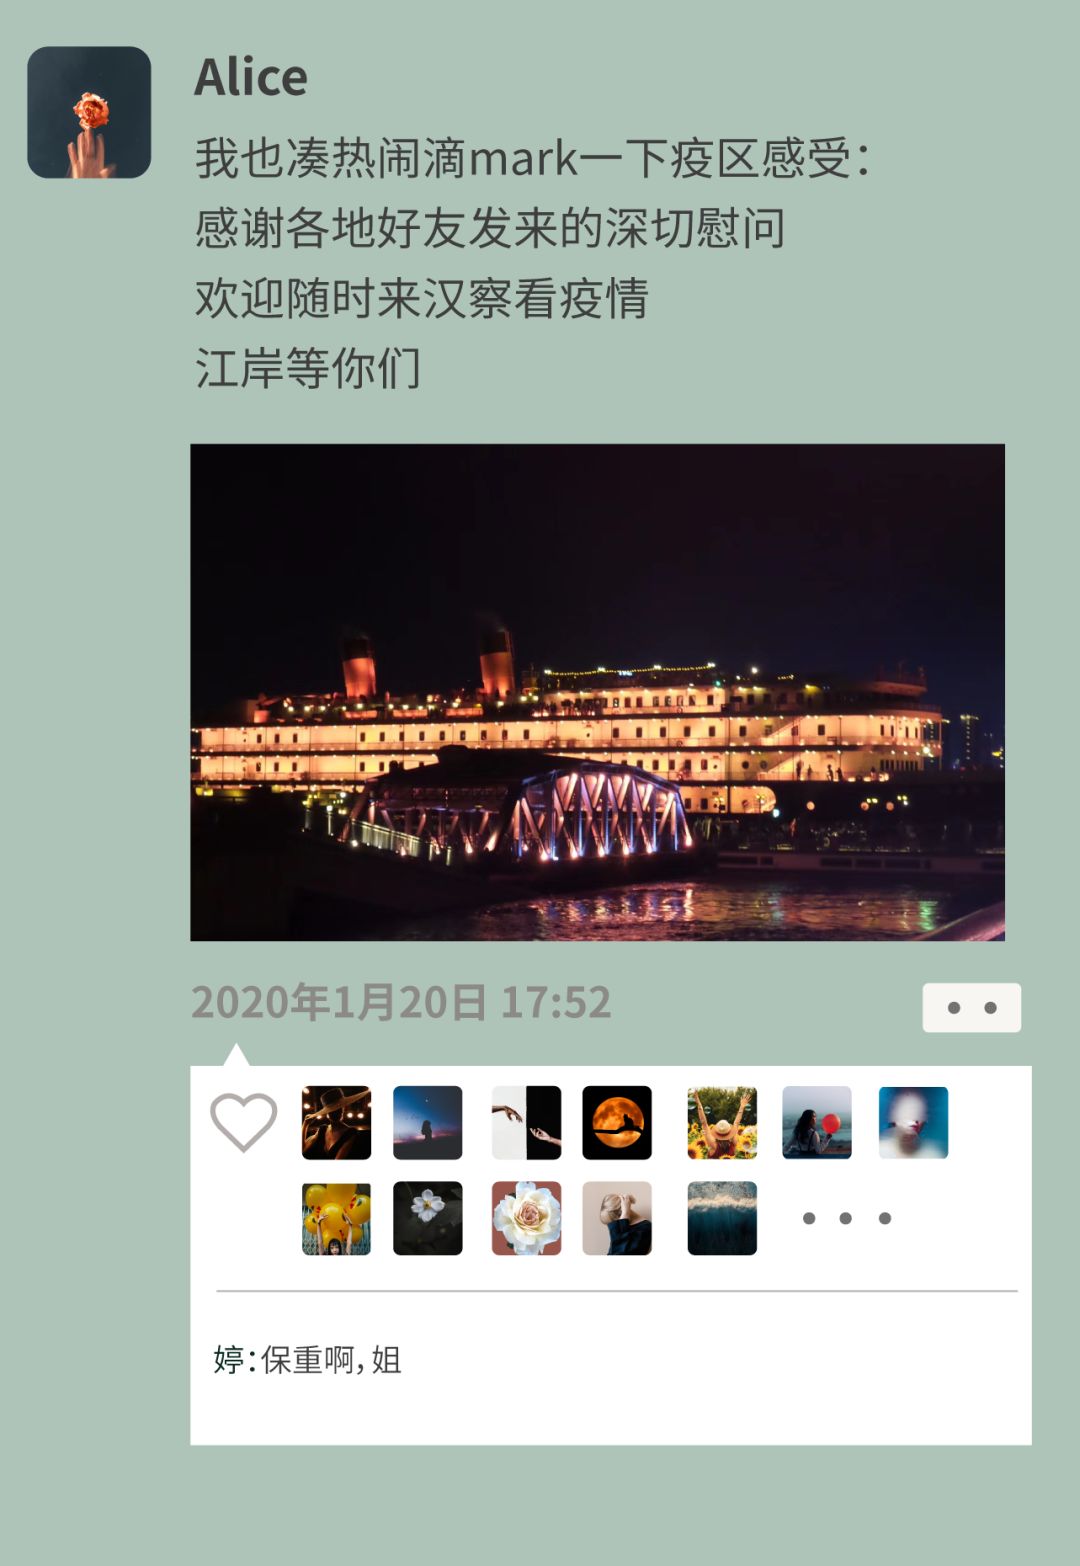 Alice
我也凑热闹滴mark一下疫区感受：
感谢各地好友发来的深切慰问
欢迎随时来汉察看疫情
江岸等你们
2020年1月20日 17:52
婷：保重啊，姐